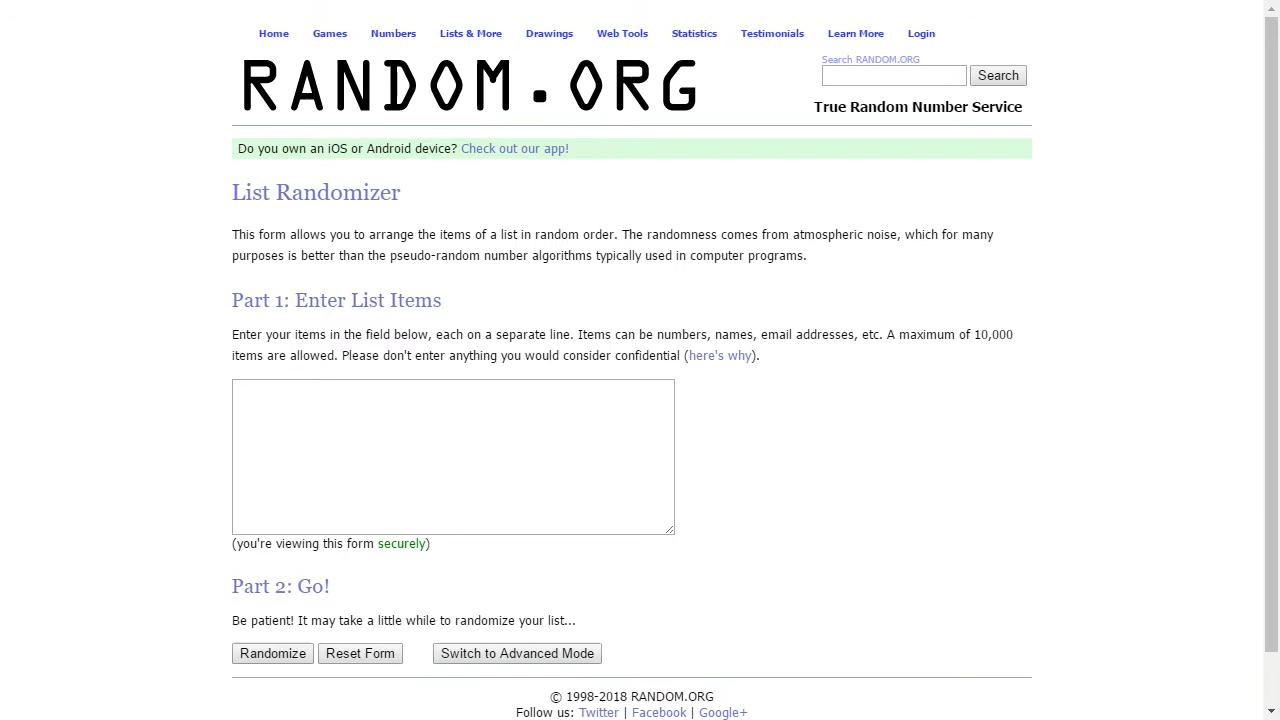 Home Games Numbers Lists & More Drawings Web Tools Statistics Testimonials Learn More Login
RANDOM.ORG
Search RANDOM.ORG
Search
True Random Number Service
Do you own an iOS or Android device? Check out our app!
List Randomizer
This form allows you to arrange the items of a list in random order. The randomness comes from atmospheric noise, which for many
purposes is better than the pseudo-random number algorithms typically used in computer programs.
Part 1: Enter List Items
Enter your items in the field below, each on a separate line. Items can be numbers, names, email addresses, etc. A maximum of 10,000
items are allowed. Please don't enter anything you would consider confidential (here's why).
(you're viewing this form securely)
Part 2: Go!
Be patient! It may take a little while to randomize your list...
Randomize Reset Form Switch to Advanced Mode
© 1998-2018 RANDOM.ORG
Follow us: Twitter | Facebook | Google+